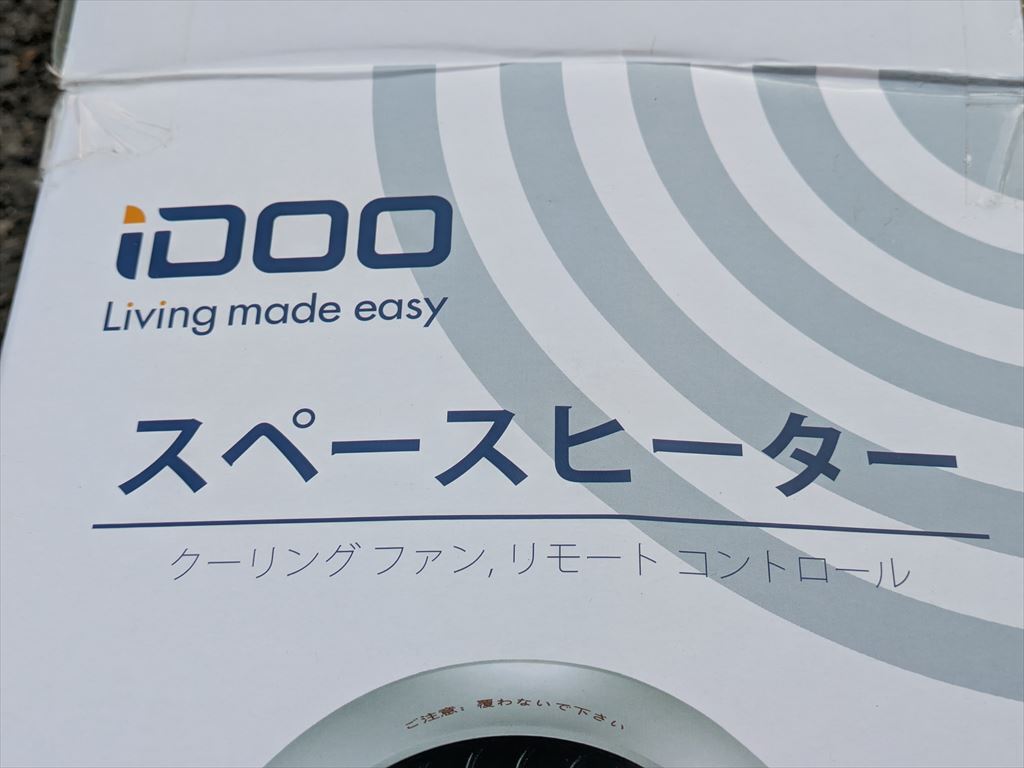 iDOO
Living made easy
スペースヒーター
クーリング ファン, リモート コントロール
ご注意: 覆わないで下さい